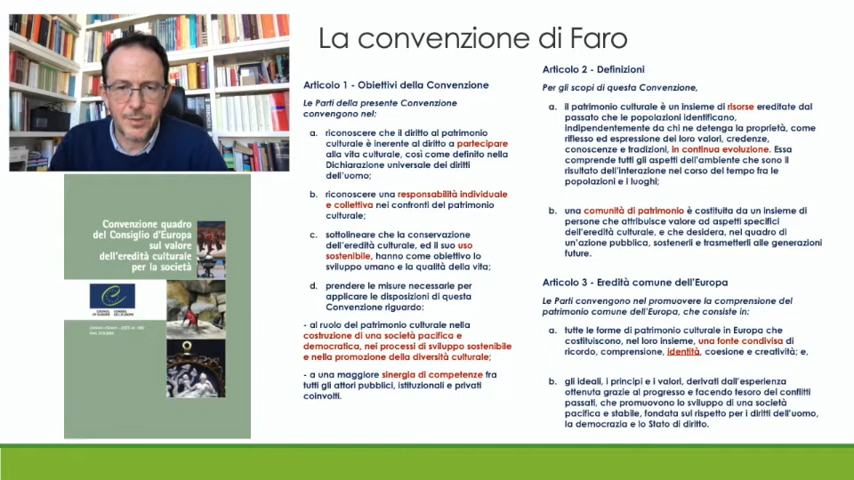 La convenzione di Faro
Articolo 1 - Obiettivi della Convenzione
Le Parti della presente Convenzione
convengono nel:
a. riconoscere che il diritto al patrimonio
culturale è inerente al diritto a partecipare
alla vita culturale, così come definito nella
Dichiarazione universale dei diritti
dell'uomo;
b. riconoscere una responsabilità individuale
e collettiva nei confronti del patrimonio
culturale;
c. sottolineare che la conservazione
dell'eredità culturale, ed il suo uso
sostenibile, hanno come obiettivo lo
sviluppo umano e la qualità della vita;
d. prendere le misure necessarie per
applicare le disposizioni di questa
Convenzione riguardo:
- al ruolo del patrimonio culturale nella
costruzione di una società pacifica e
democratica, nei processi di sviluppo sostenibile
e nella promozione della diversità culturale;
- a una maggiore sinergia di competenze fra
tutti gli attori pubblici, istituzionali e privati
coinvolti.
Articolo 2 - Definizioni
Per gli scopi di questa Convenzione,
a. il patrimonio culturale è un insieme di risorse ereditate dal
passato che le popolazioni identificano,
indipendentemente da chi ne detenga la proprietà, come
riflesso ed espressione dei loro valori, credenze,
conoscenze e tradizioni, in continua evoluzione. Essa
comprende tutti gli aspetti dell'ambiente che sono il
risultato dell'interazione nel corso del tempo fra le
popolazioni e i luoghi;
b. una comunità di patrimonio è costituita da un insieme di
persone che attribuisce valore ad aspetti specifici
dell'eredità culturale, e che desidera, nel quadro di
un'azione pubblica, sostenerli e trasmetterli alle generazioni
future.
Articolo 3 - Eredità comune dell'Europa
Le Parti convengono nel promuovere la comprensione del
patrimonio comune dell'Europa, che consiste in:
a. tutte le forme di patrimonio culturale in Europa che
costituiscono, nel loro insieme, una fonte condivisa di
ricordo, comprensione, identità, coesione e creatività; e,
b. gli ideali, i principi e i valori, derivati dall'esperienza
ottenuta grazie al progresso e facendo tesoro dei conflitti
passati, che promuovono lo sviluppo di una società
pacifica e stabile, fondata sul rispetto per i diritti dell'uomo,
la democrazia e lo Stato di diritto.
Convenzione quadro
del Consiglio d'Europa
sul valore
dell'eredità culturale
per la società
COUNCIL
OF EUROPE
CONSEIL
DE L'EUROPE